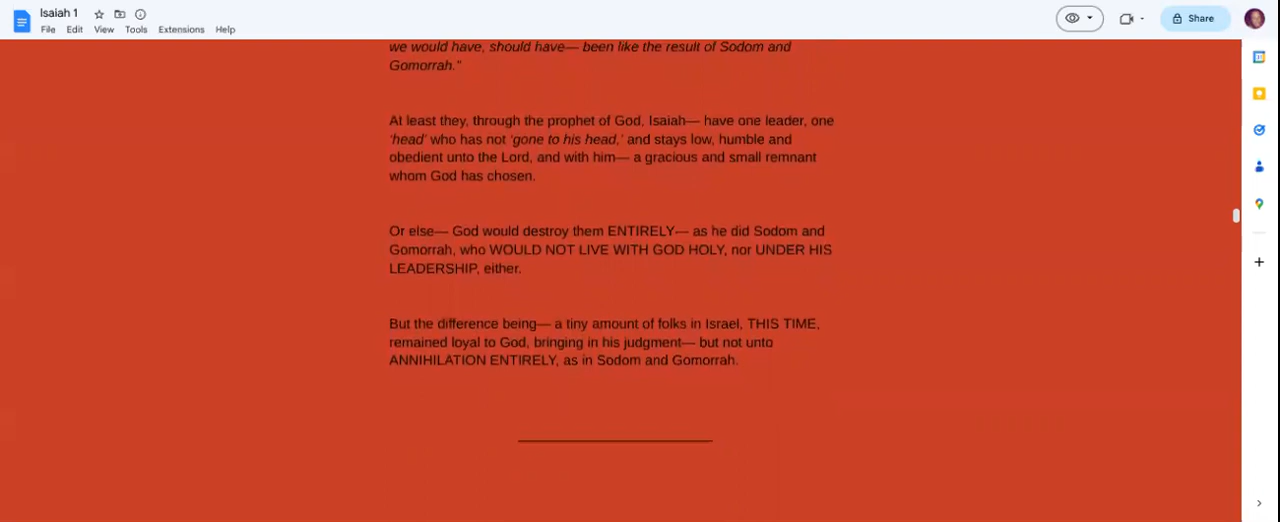 Isaiah 1
File Edit View Tools Extensions Help
Share
we would have, should have— been like the result of Sodom and
Gomorrah."
At least they, through the prophet of God, Isaiah— have one leader, one
'head' who has not 'gone to his head,' and stays low, humble and
obedient unto the Lord, and with him— a gracious and small remnant
whom God has chosen.
Or else— God would destroy them ENTIRELY— as he did Sodom and
Gomorrah, who WOULD NOT LIVE WITH GOD HOLY, nor UNDER HIS
LEADERSHIP, either.
But the difference being— a tiny amount of folks in Israel, THIS TIME,
remained loyal to God, bringing in his judgment— but not unto
ANNIHILATION ENTIRELY, as in Sodom and Gomorrah.